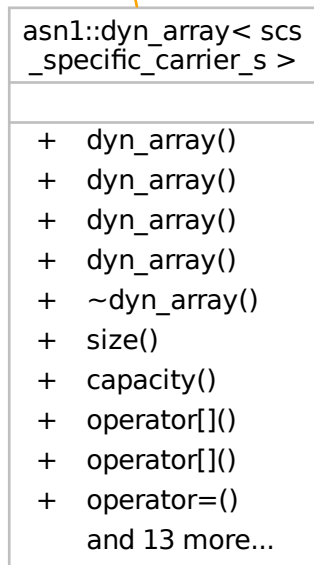 asn1::dyn_array< scs
_specific_carrier_s >
+ dyn_array()
+ dyn_array()
+ dyn_array()
+ dyn_array()
+ ~dyn_array()
+ size()
+ capacity()
+ operator[]()
+ operator[]()
+ operator=()
and 13 more...